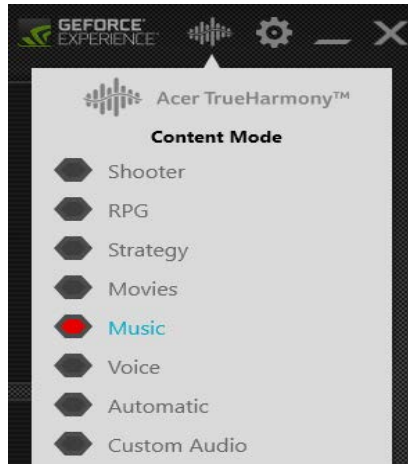 GEFORCE
EXPERIENCE
Acer TrueHarmony™
Content Mode
Shooter
RPG
Strategy
Movies
Music
Voice
Automatic
Custom Audio